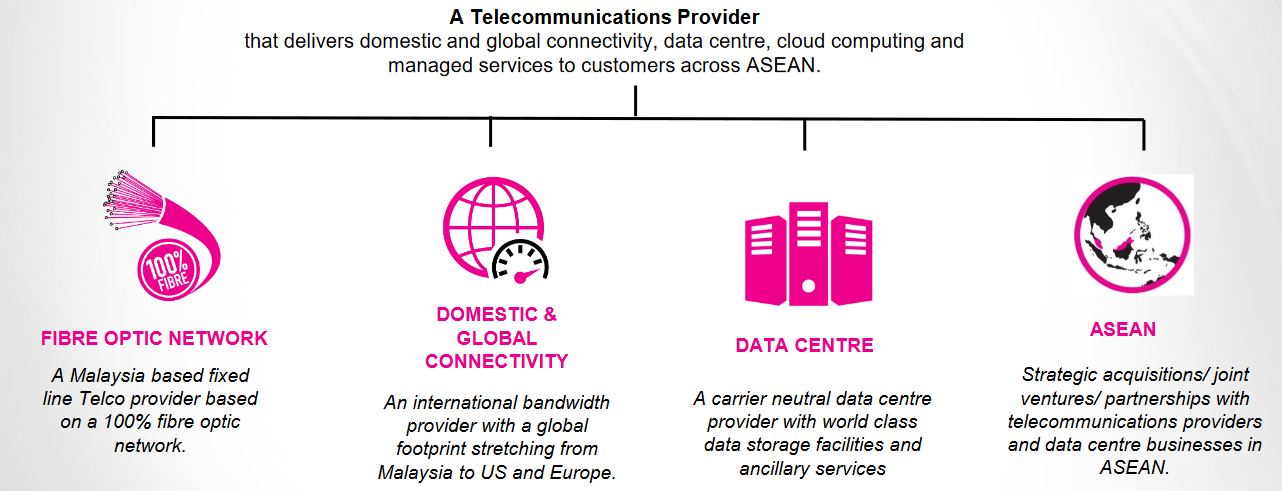 A Telecommunications Provider
that delivers domestic and global connectivity, data centre, cloud computing and
managed services to customers across ASEAN.
100%
FIBRE
FIBRE OPTIC NETWORK
A Malaysia based fixed
line Telco provider based
on a 100% fibre optic
network.
DOMESTIC &
GLOBAL
CONNECTIVITY
An international bandwidth
provider with a global
footprint stretching from
Malaysia to US and Europe.
DATA CENTRE
A carrier neutral data centre
provider with world class
data storage facilities and
ancillary services
ASEAN
Strategic acquisitions/ joint
ventures/ partnerships with
telecommunications providers
and data centre businesses in
ASEAN.